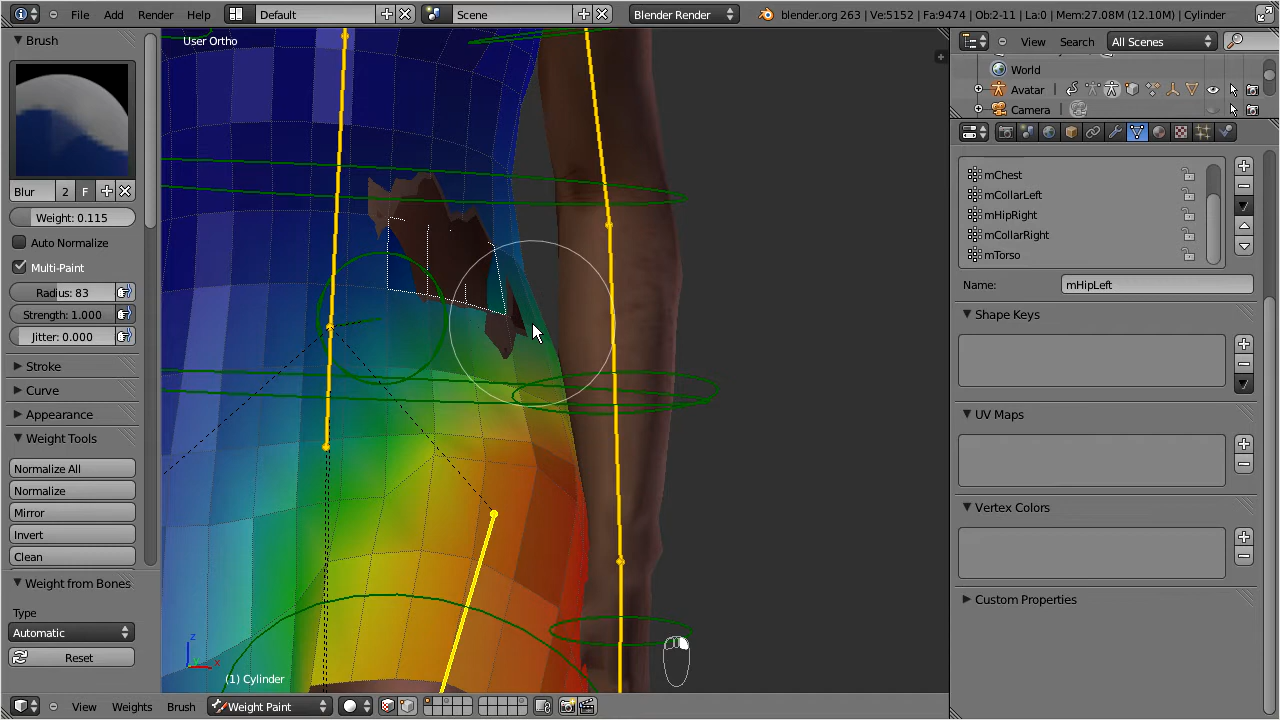 File Add Render Help Default Scene Blender Render blender.org 263 | Ve:5152 | Fa:9474 | Ob:2-11 | La:0 | Mem:27.08M (12.10M) | Cylinder
Brush
User Ortho
View Search All Scenes
World
Avatar
Camera
Blur 2 F
Weight: 0.115
Auto Normalize
Multi-Paint
Radius: 83
Strength: 1.000
Jitter: 0.000
Stroke
Curve
Appearance
Weight Tools
Normalize All
Normalize
Mirror
Invert
Clean
Weight from Bones
Type
Automatic
Reset
mChest
mCollarLeft
mHipRight
mCollarRight
mTorso
Name: mHipLeft
Shape Keys
UV Maps
Vertex Colors
Custom Properties
z
x
(1) Cylinder
View Weights Brush Weight Paint